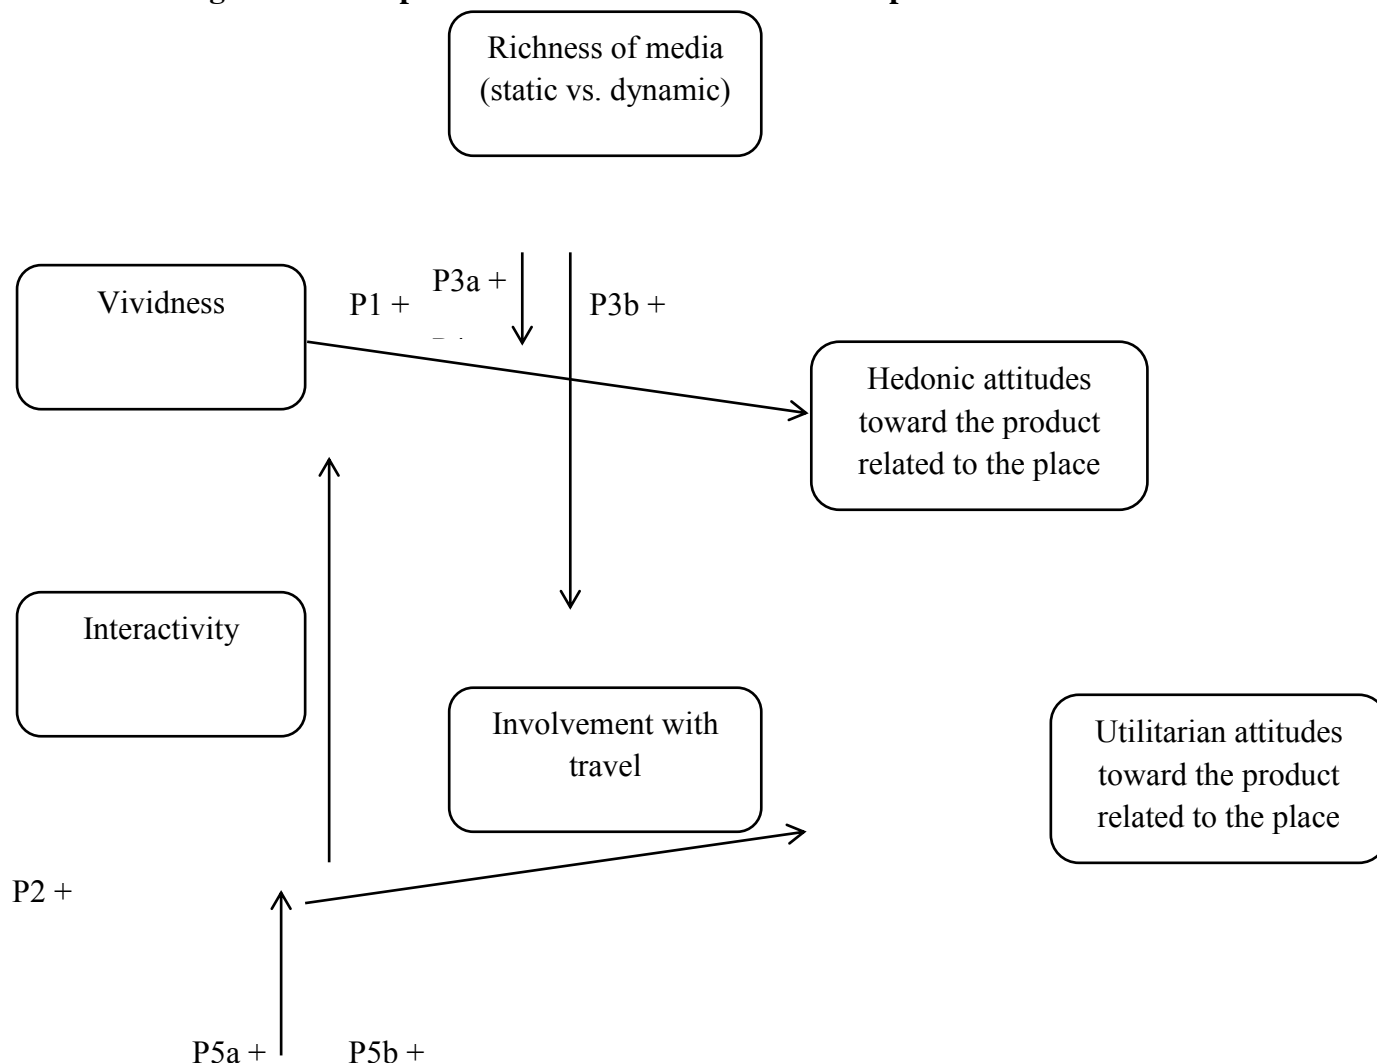 Richness of media
(static vs. dynamic)
P3a +
Vividness
P1 +
P3b +
Hedonic attitudes
toward the product
related to the place
Interactivity
Involvement with
travel
Utilitarian attitudes
toward the product
related to the place
P2 +
P5a +
P5b +